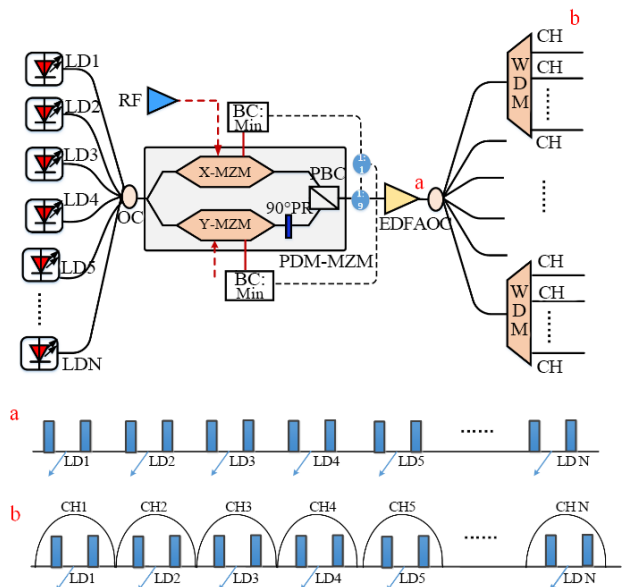 b
LD1
LD2
LD3
LD4
LD5
LDN
OC
RF
BC:
Min
X-MZM
Y-MZM
90°PR
PBC
PDM-MZM
BC:
Min
a
EDFA
OC
WDM
CH
CH
CH
WDM
CH
CH
CH
a
LD1 LD2 LD3 LD4 LD5 ...... LD N
b
CH1 CH2 CH3 CH4 CH5 ...... CH N
LD1 LD2 LD3 LD4 LD5 LD N